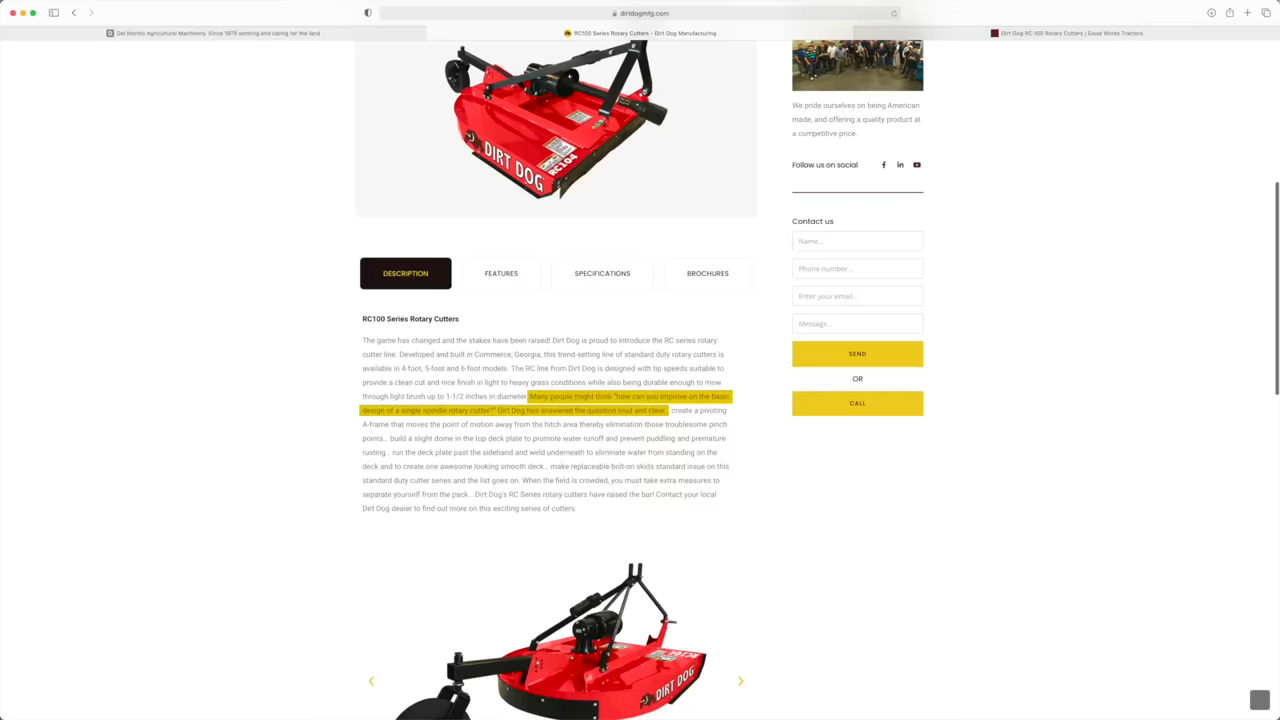 dirtdogmfg.com
Del Morino Agricultural Machinery. Since 1875 working and caring for the land
RC100 Series Rotary Cutters - Dirt Dog Manufacturing
Dirt Dog RC 100 Rotary Cutters | Good Works Tractors
DIRT DOG
RC104
We pride ourselves on being American
made, and offering a quality product at
a competitive price.
Follow us on social
Contact us
Name...
Phone number...
Enter your email...
Message...
SEND
OR
CALL
DESCRIPTION
FEATURES
SPECIFICATIONS
BROCHURES
RC100 Series Rotary Cutters
The game has changed and the stakes have been raised! Dirt Dog is proud to introduce the RC series rotary
cutter line. Developed and built in Commerce, Georgia, this trend-setting line of standard duty rotary cutters is
available in 4-foot, 5-foot and 6-foot models. The RC line from Dirt Dog is designed with tip speeds suitable to
provide a clean cut and nice finish in light to heavy grass conditions while also being durable enough to mow
through light brush up to 1-1/2 inches in diameter. Many people might think "how can you improve on the basic
design of a single spindle rotary cutter?" Dirt Dog has answered the question loud and clear... create a pivoting
A-frame that moves the point of motion away from the hitch area thereby elimination those troublesome pinch
points... build a slight dome in the top deck plate to promote water runoff and prevent puddling and premature
rusting... run the deck plate past the sideband and weld underneath to eliminate water from standing on the
deck and to create one awesome looking smooth deck... make replaceable bolt-on skids standard issue on this
standard duty cutter series and the list goes on. When the field is crowded, you must take extra measures to
separate yourself from the pack... Dirt Dog's RC Series rotary cutters have raised the bar! Contact your local
Dirt Dog dealer to find out more on this exciting series of cutters.
DIRT DOG